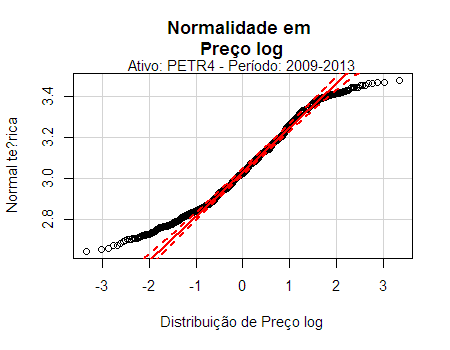 Normalidade em
Preço log
Ativo: PETR4 - Período: 2009-2013
Normal te?rica
3.4
3.2
3.0
2.8
-3 -2 -1 0 1 2 3
Distribuição de Preço log